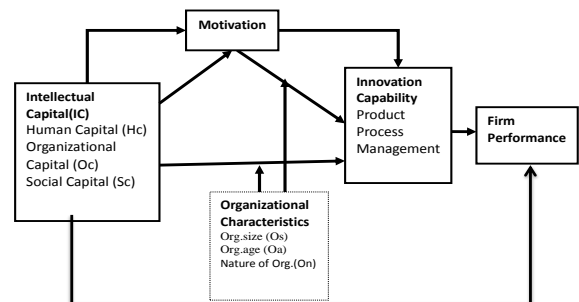 Motivation
Intellectual
Capital(IC)
Human Capital (Hc)
Organizational
Capital (Oc)
Social Capital (Sc)
Innovation
Capability
Product
Process
Management
Firm
Performance
Organizational
Characteristics
Org.size (Os)
Org.age (Oa)
Nature of Org.(On)